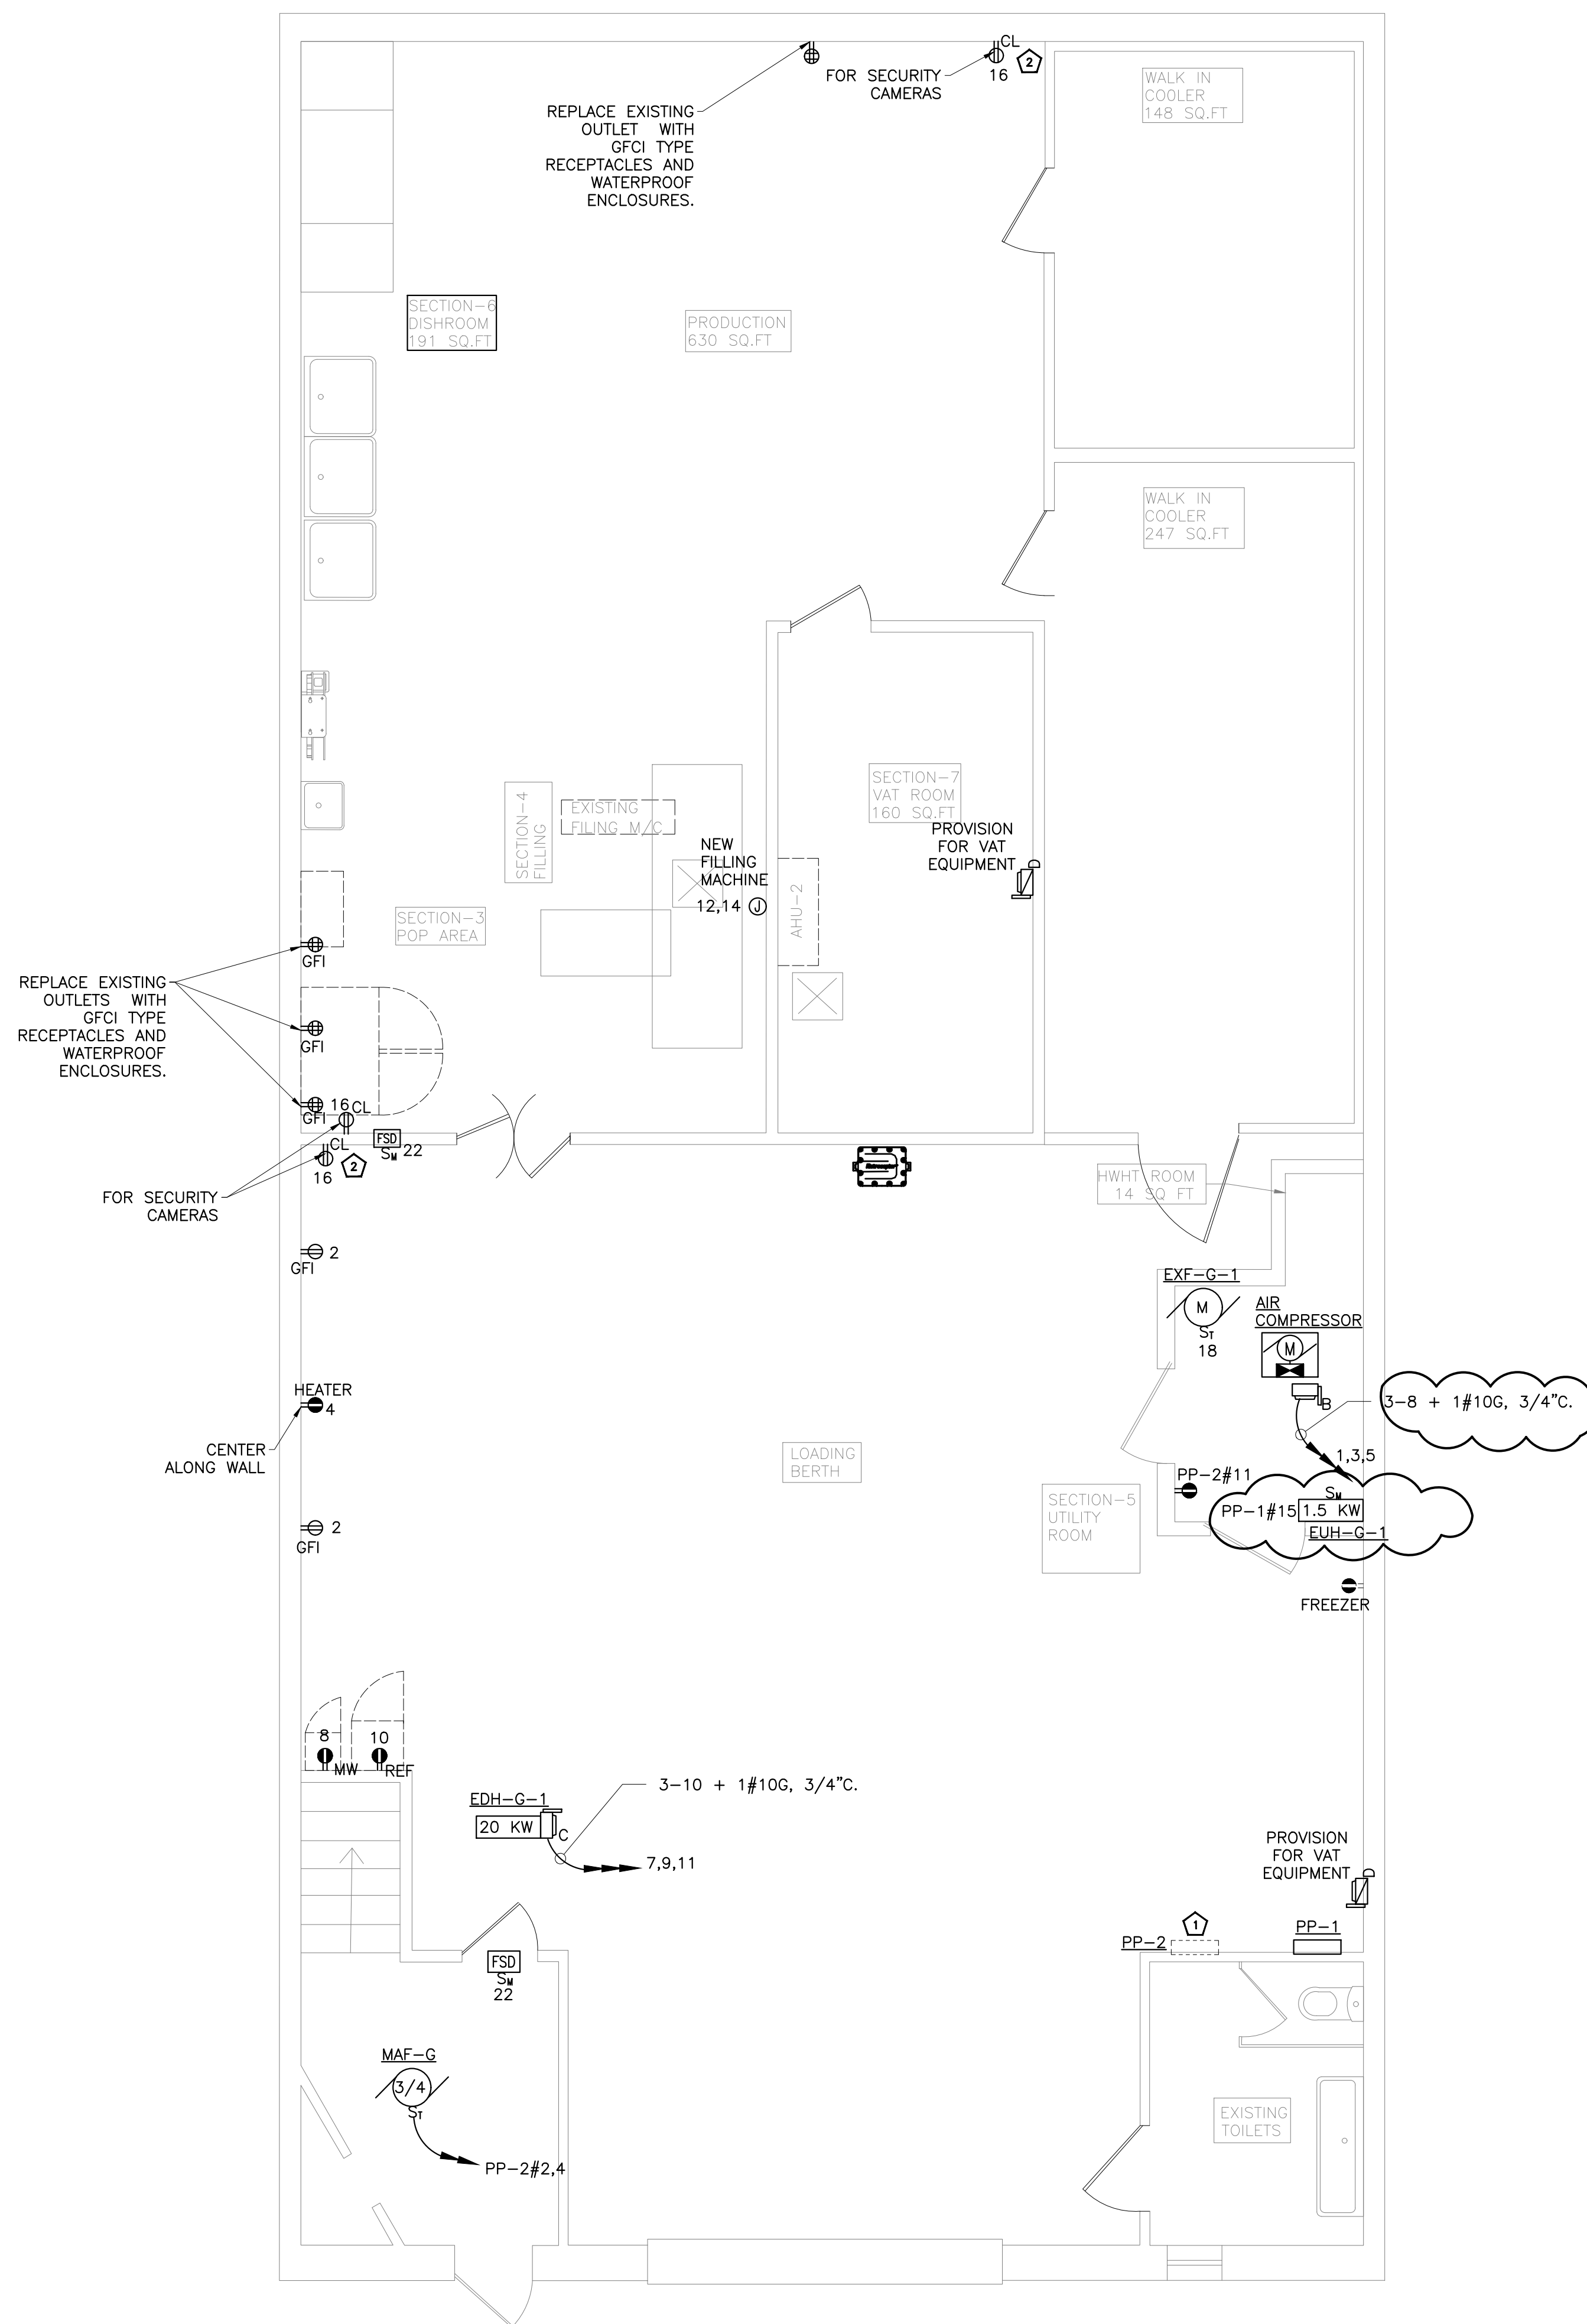 CL
16
2
FOR SECURITY
CAMERAS
REPLACE EXISTING
OUTLET WITH
GFCI TYPE
RECEPTACLES AND
WATERPROOF
ENCLOSURES.
WALK IN
COOLER
148 SQ.FT
SECTION-6
DISHROOM
191 SQ.FT
PRODUCTION
630 SQ.FT
WALK IN
COOLER
247 SQ.FT
SECTION-7
VAT ROOM
160 SQ.FT
PROVISION
FOR VAT
EQUIPMENT
D
SECTION-4
FILLING
EXISTING
FILING M/C
NEW
FILLING
MACHINE
12,14 J
AHU-2
SECTION-3
POP AREA
GFI
REPLACE EXISTING
OUTLETS WITH
GFCI TYPE
RECEPTACLES AND
WATERPROOF
ENCLOSURES.
GFI
GFI
16 CL
FSD
SM 22
CL
16
2
FOR SECURITY
CAMERAS
HWHT ROOM
14 SQ FT
2
GFI
EXF-G-1
M
ST
18
AIR
COMPRESSOR
M
B
3-8 + 1#10G, 3/4"C.
1,3,5
HEATER
4
CENTER
ALONG WALL
LOADING
BERTH
PP-2#11
SECTION-5
UTILITY
ROOM
SM
PP-1#15 1.5 KW
EUH-G-1
2
GFI
FREEZER
8
MW
10
REF
3-10 + 1#10G, 3/4"C.
EDH-G-1
20 KW
C
7,9,11
PROVISION
FOR VAT
EQUIPMENT
D
1
PP-2
PP-1
FSD
SM
22
MAF-G
3/4
ST
PP-2#2,4
EXISTING
TOILETS